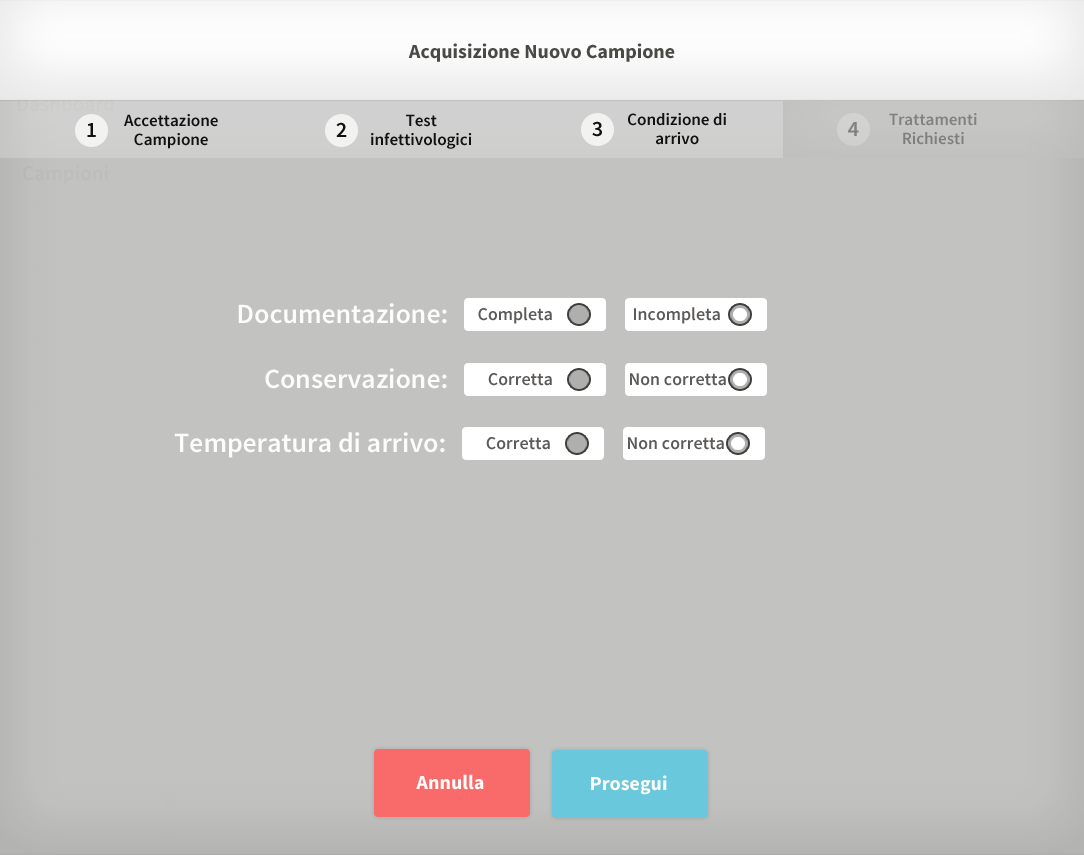 Acquisizione Nuovo Campione
Dashboard
1 Accettazione
Campione
2 Test
infettivologici
3 Condizione di
arrivo
4 Trattamenti
Richiesti
Campioni
Documentazione: Completa Incompleta
Conservazione: Corretta Non corretta
Temperatura di arrivo: Corretta Non corretta
Annulla Prosegui